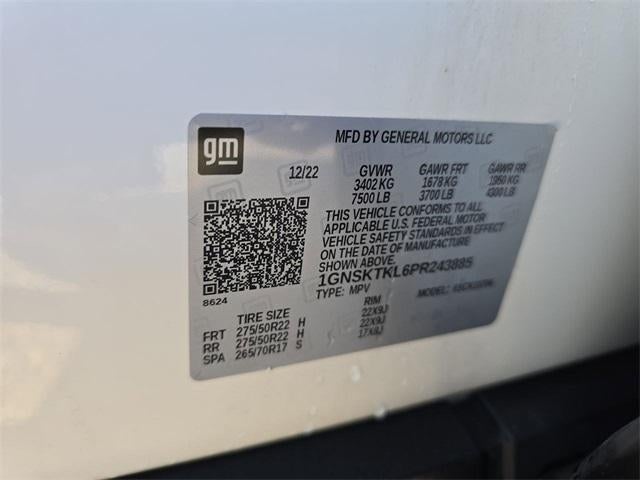 gm
MFD BY GENERAL MOTORS LLC
12/22 GVWR GAWR FRT GAWR RR
3402 KG 1678 KG 1950 KG
7500 LB 3700 LB 4300 LB
THIS VEHICLE CONFORMS TO ALL
APPLICABLE U.S. FEDERAL MOTOR
VEHICLE SAFETY STANDARDS IN EFFECT
ON THE DATE OF MANUFACTURE
1GNSKTKL6PR243885
8624
TYPE: MPV MODEL:
TIRE SIZE RIM
FRT 275/50R22 H 22X9J
RR 275/50R22 H 22X9J
SPA 265/70R17 S 17X8J